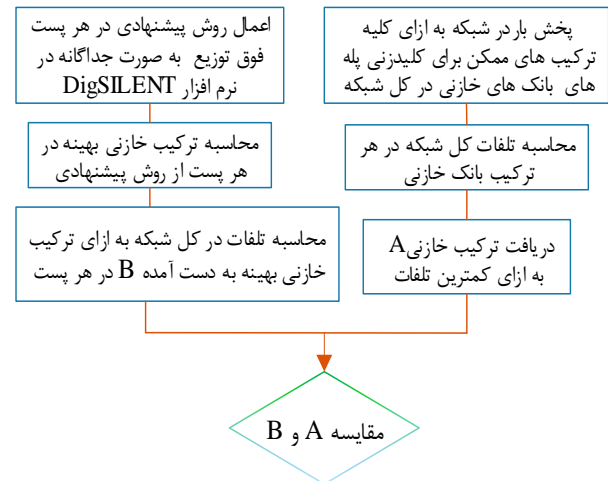 پخش بار در شبکه به ازای کلیه
ترکیب های ممکن برای کلیدزنی پله
های بانک های خازنی در کل شبکه
محاسبه تلفات کل شبکه در هر
ترکیب بانک خازنی
دریافت ترکیب خازنی A
به ازای کمترین تلفات
اعمال روش پیشنهادی در هر پست
فوق توزیع به صورت جداگانه در
نرم افزار DigSILENT
محاسبه ترکیب خازنی بهینه در
هر پست از روش پیشنهادی
محاسبه تلفات در کل شبکه به ازای ترکیب
خازنی بهینه به دست آمده B در هر پست
مقایسه A و B